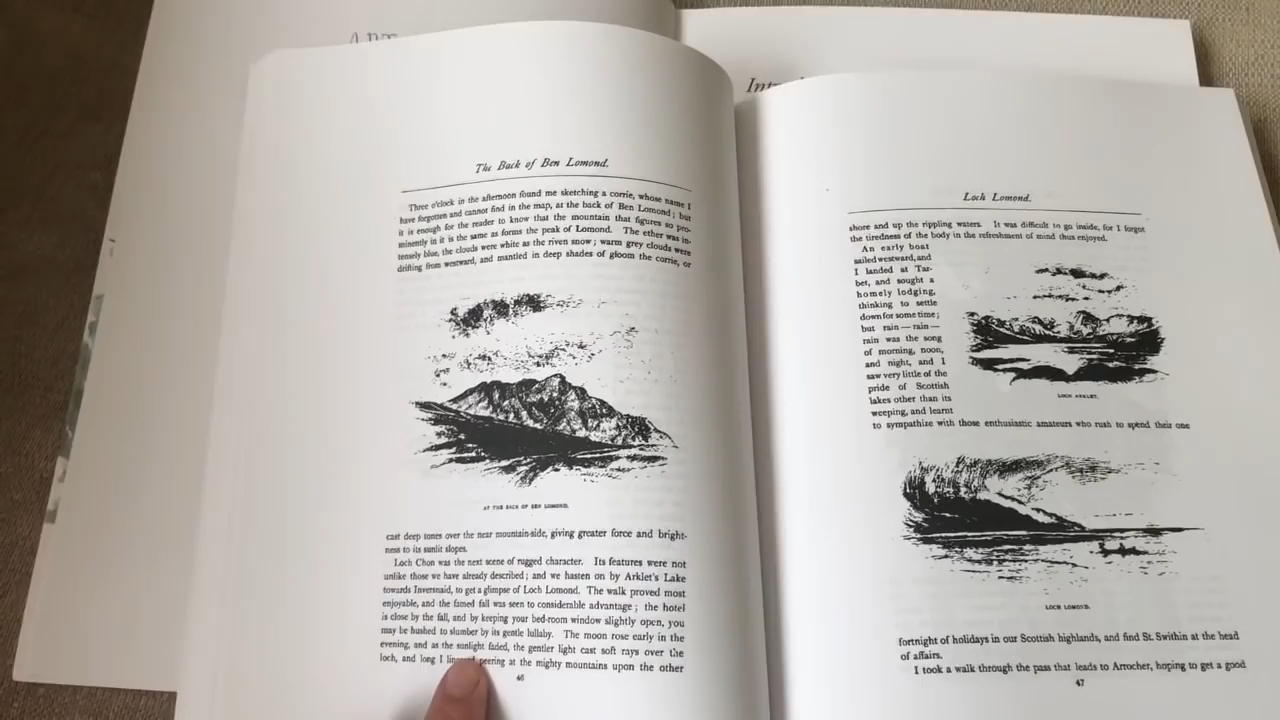 The Back of Ben Lomond.
Three o'clock in the afternoon found me sketching a corrie, whose name I
have forgotten and cannot find in the map, at the back of Ben Lomond; but
it is enough for the reader to know that the mountain that figures so pro-
minently in it is the same as forms the peak of Lomond. The ether was in-
tensely blue, the clouds were white as the riven snow; warm grey clouds were
drifting from westward, and mantled in deep shades of gloom the corrie, or
AT THE BACK OF BEN LOMOND.
cast deep tones over the near mountain-side, giving greater force and bright-
ness to its sunlit slopes.
Loch Chon was the next scene of rugged character. Its features were not
unlike those we have already described; and we hasten on by Arklet's Lake
towards Inversnaid, to get a glimpse of Loch Lomond. The walk proved most
enjoyable, and the famed fall was seen to considerable advantage; the hotel
is close by the fall, and by keeping your bed-room window slightly open, you
may be hushed to slumber by its gentle lullaby. The moon rose early in the
evening, and as the sunlight faded, the gentler light cast soft rays over the
loch, and long I peering at the mighty mountains upon the other
46
Loch Lomond.
shore and up the rippling waters. It was difficult to go inside, for I forgot
the tiredness of the body in the refreshment of mind thus enjoyed.
An early boat
sailed westward, and
I landed at Tar-
bet, and sought a
homely lodging,
thinking to settle
down for some time;
but rain — rain —
rain was the song
of morning, noon,
and night, and I
saw very little of the
pride of Scottish
lakes other than its
weeping, and learnt
to sympathize with those enthusiastic amateurs who rush to spend their one
LOCH ARKLET.
LOCH LOMOND.
fortnight of holidays in our Scottish highlands, and find St. Swithin at the head
of affairs.
I took a walk through the pass that leads to Arrocher, hoping to get a good
47